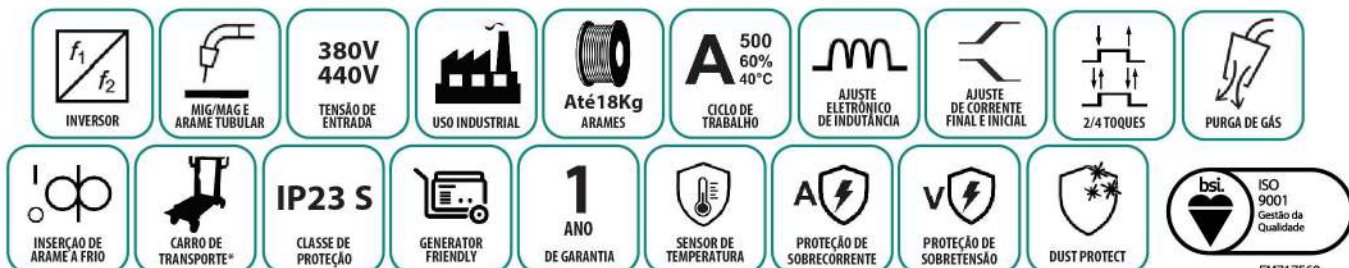 f1
f2
INVERSOR
MIG/MAG E
ARAME TUBULAR
380V
440V
TENSÃO DE
ENTRADA
USO INDUSTRIAL
Até18Kg
ARAMES
A 500
60%
40°C
CICLO DE
TRABALHO
AJUSTE
ELETRÔNICO
DE INDUTÂNCIA
AJUSTE
DE CORRENTE
FINAL E INICIAL
2/4 TOQUES
PURGA DE GÁS
INSERÇAO DE
ARAME A FRIO
CARRO DE
TRANSPORTE*
IP23 S
CLASSE DE
PROTEÇÃO
GENERATOR
FRIENDLY
1
ANO
DE GARANTIA
SENSOR DE
TEMPERATURA
A
PROTEÇÃO DE
SOBRECORRENTE
V
PROTEÇÃO DE
SOBRETENSÃO
DUST PROTECT
bsi.
ISO
9001
Gestão da
Qualidade